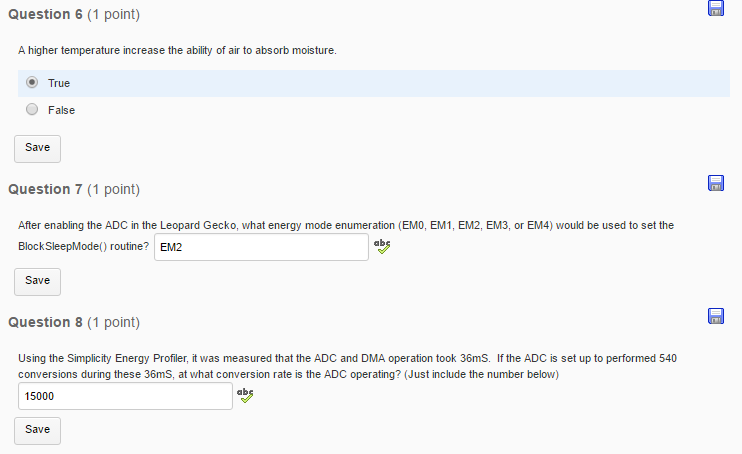 Question 6 (1 point)
A higher temperature increase the ability of air to absorb moisture.
True
False
Save
Question 7 (1 point)
After enabling the ADC in the Leopard Gecko, what energy mode enumeration (EM0, EM1, EM2, EM3, or EM4) would be used to set the
BlockSleepMode() routine? EM2 abc
Save
Question 8 (1 point)
Using the Simplicity Energy Profiler, it was measured that the ADC and DMA operation took 36mS. If the ADC is set up to performed 540
conversions during these 36mS, at what conversion rate is the ADC operating? (Just include the number below)
15000 abc
Save